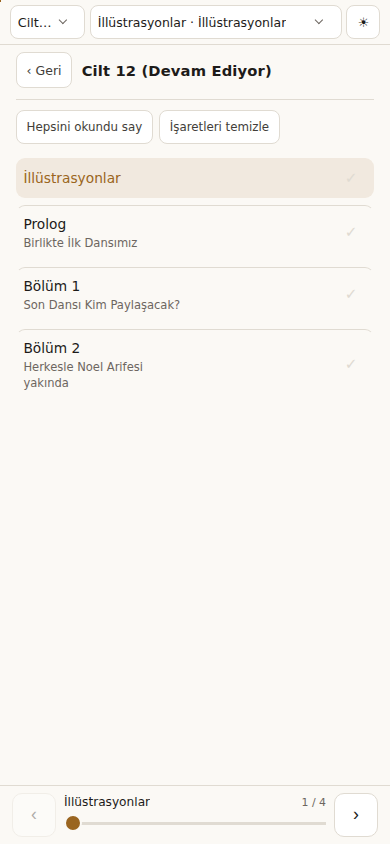 Cilt...
İllüstrasyonlar · İllüstrasyonlar
☀
‹ Geri
Cilt 12 (Devam Ediyor)
Hepsini okundu say
İşaretleri temizle
İllüstrasyonlar ✓
Prolog
Birlikte İlk Dansımız ✓
Bölüm 1
Son Dansı Kim Paylaşacak? ✓
Bölüm 2
Herkesle Noel Arifesi ✓
yakında
‹
İllüstrasyonlar 1 / 4
›